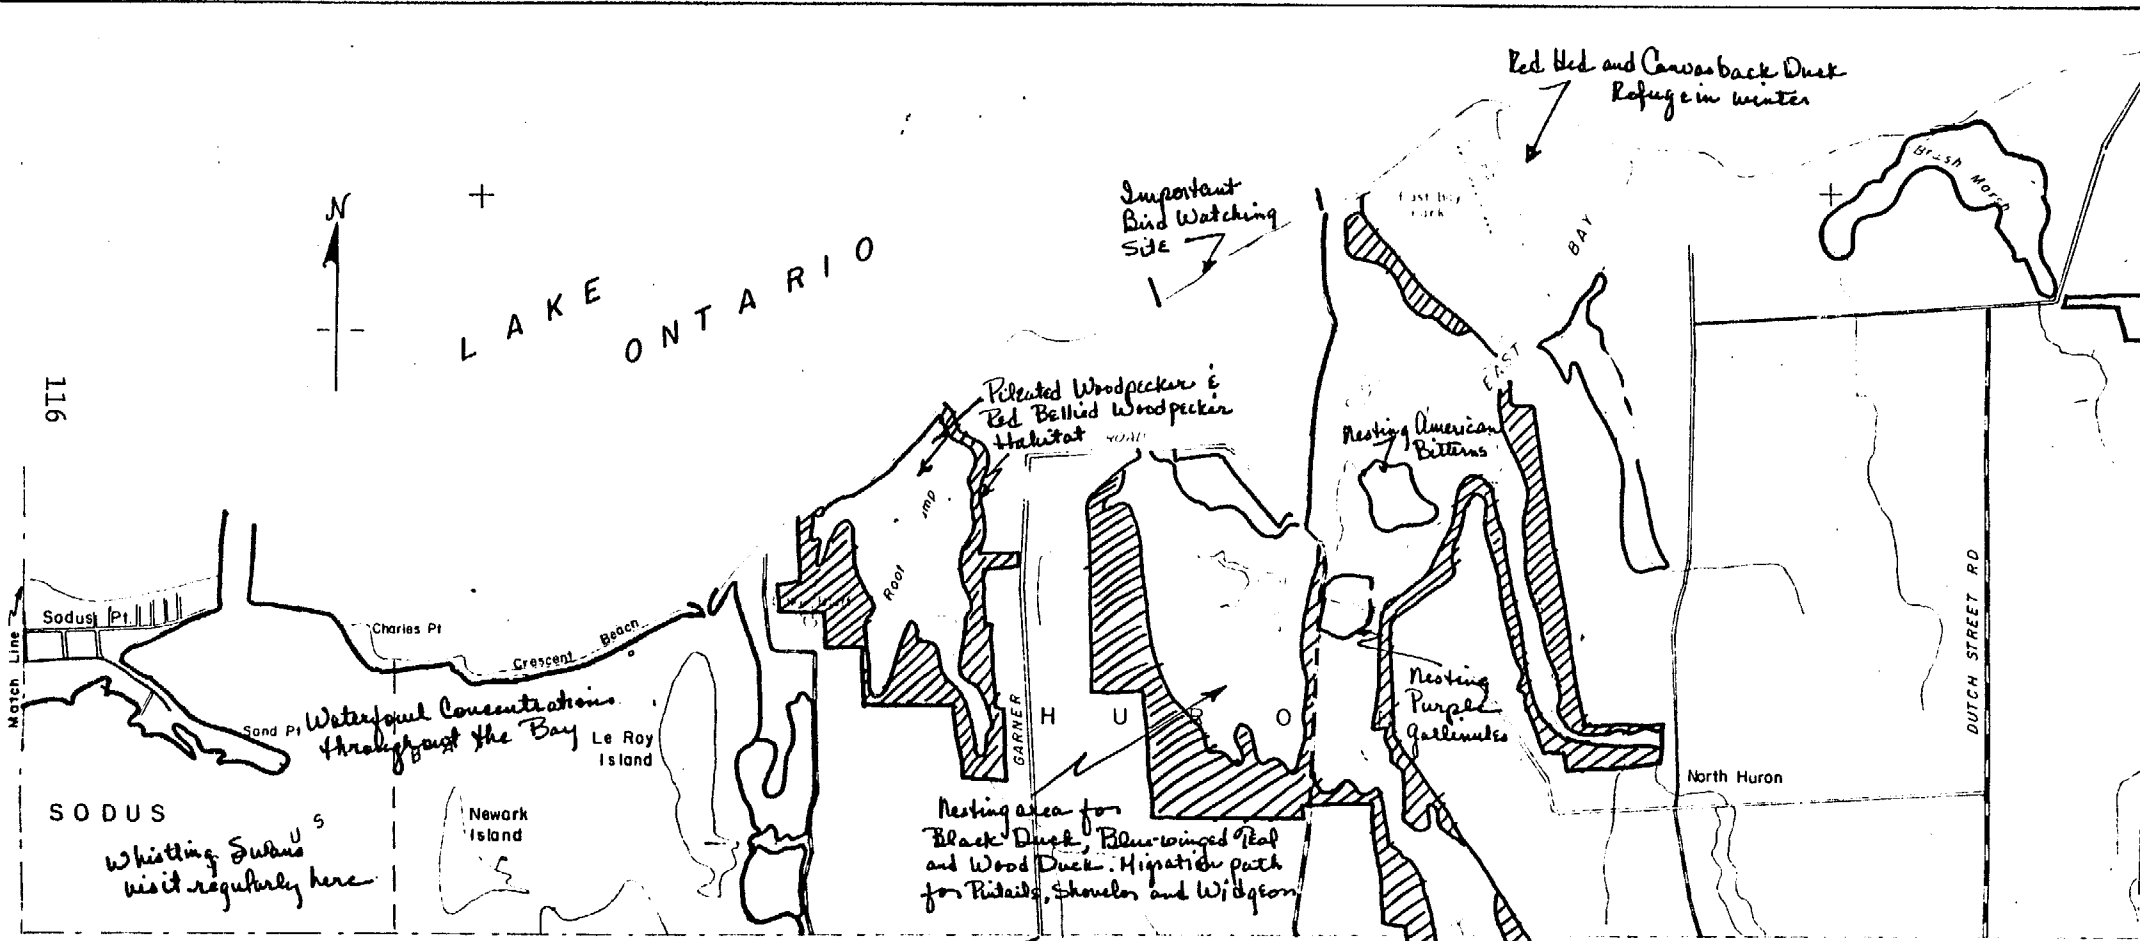 Red Hed and Canvasback Duck
Refuge in winter
Important
Bird Watching
Site
East Bay
Park
BAY
Brush
Marsh
N
LAKE
ONTARIO
116
Pileated Woodpecker &
Red Bellied Woodpecker
Habitat
ROAD
EAST
Nesting American
Bitterns
Root
Match Line
Sodus Pt.
Charles Pt
Crescent Beach
Sand Pt
Waterfowl Concentrations
throughout the Bay
Le Roy
Island
GARNER
HURO
Nesting
Purple
Gallinules
DUTCH STREET RD
North Huron
SODUS
US
Newark
Island
Whistling Swans
visit regularly here
Nesting area for
Black Duck, Blue-winged Teal
and Wood Duck. Migration path
for Pintails, Shovelor and Widgeon